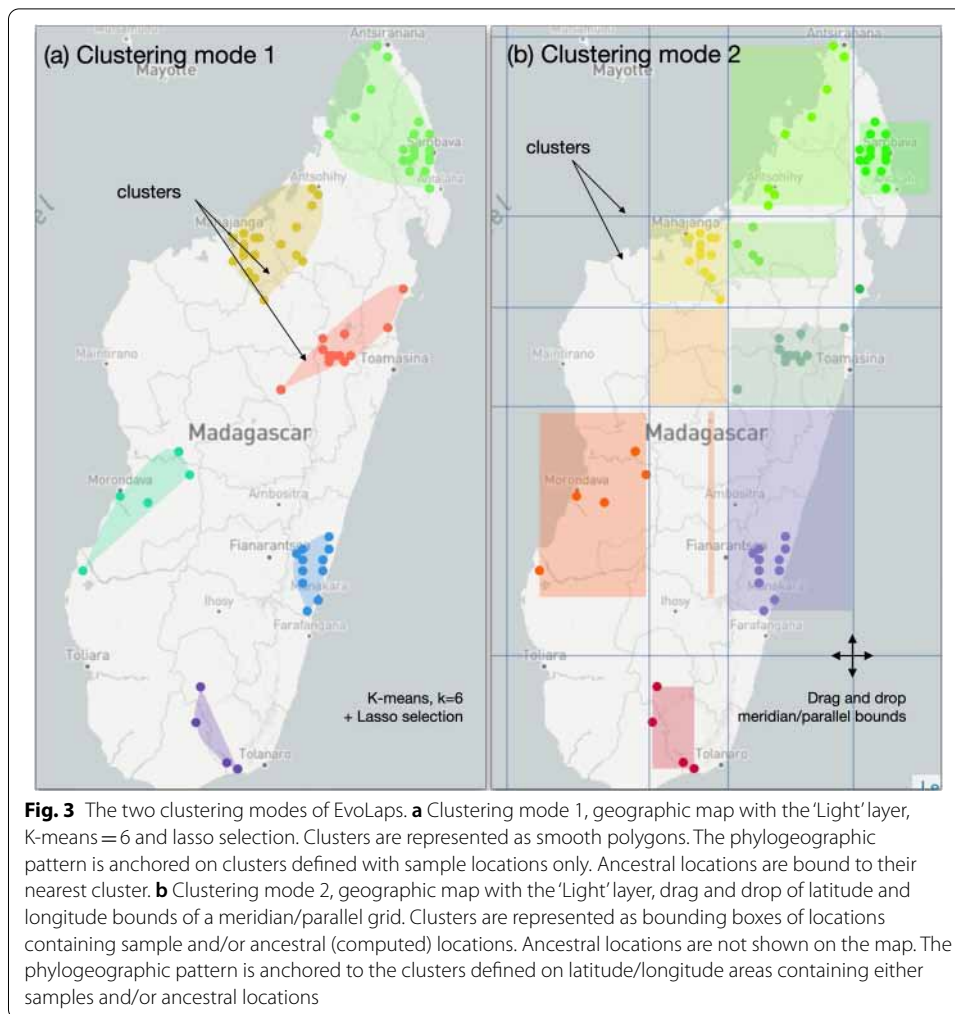 Antsiranana
(a) Clustering mode 1
Mayotte
clusters
Sambava
Antalaha
Antsohihy
Mahajanga
Maintirano
Toamasina
Madagascar
Morondava
Ambositra
Fianarantsoa
Manakara
Ihosy
Farafangana
Toliara
K-means, k=6
+ Lasso selection
Tolanaro
Antsiranana
(b) Clustering mode 2
Mayotte
clusters
Sambava
Antsohihy
Mahajanga
Maintirano
Toamasina
Madagascar
Morondava
Ambositra
Fianarantsoa
Manakara
Ihosy
Farafangana
Toliara
Drag and drop
meridian/parallel bounds
Tolanaro
Le
Fig. 3 The two clustering modes of EvoLaps. a Clustering mode 1, geographic map with the ‘Light’ layer,
K-means = 6 and lasso selection. Clusters are represented as smooth polygons. The phylogeographic
pattern is anchored on clusters defined with sample locations only. Ancestral locations are bound to their
nearest cluster. b Clustering mode 2, geographic map with the ‘Light’ layer, drag and drop of latitude and
longitude bounds of a meridian/parallel grid. Clusters are represented as bounding boxes of locations
containing sample and/or ancestral (computed) locations. Ancestral locations are not shown on the map. The
phylogeographic pattern is anchored to the clusters defined on latitude/longitude areas containing either
samples and/or ancestral locations